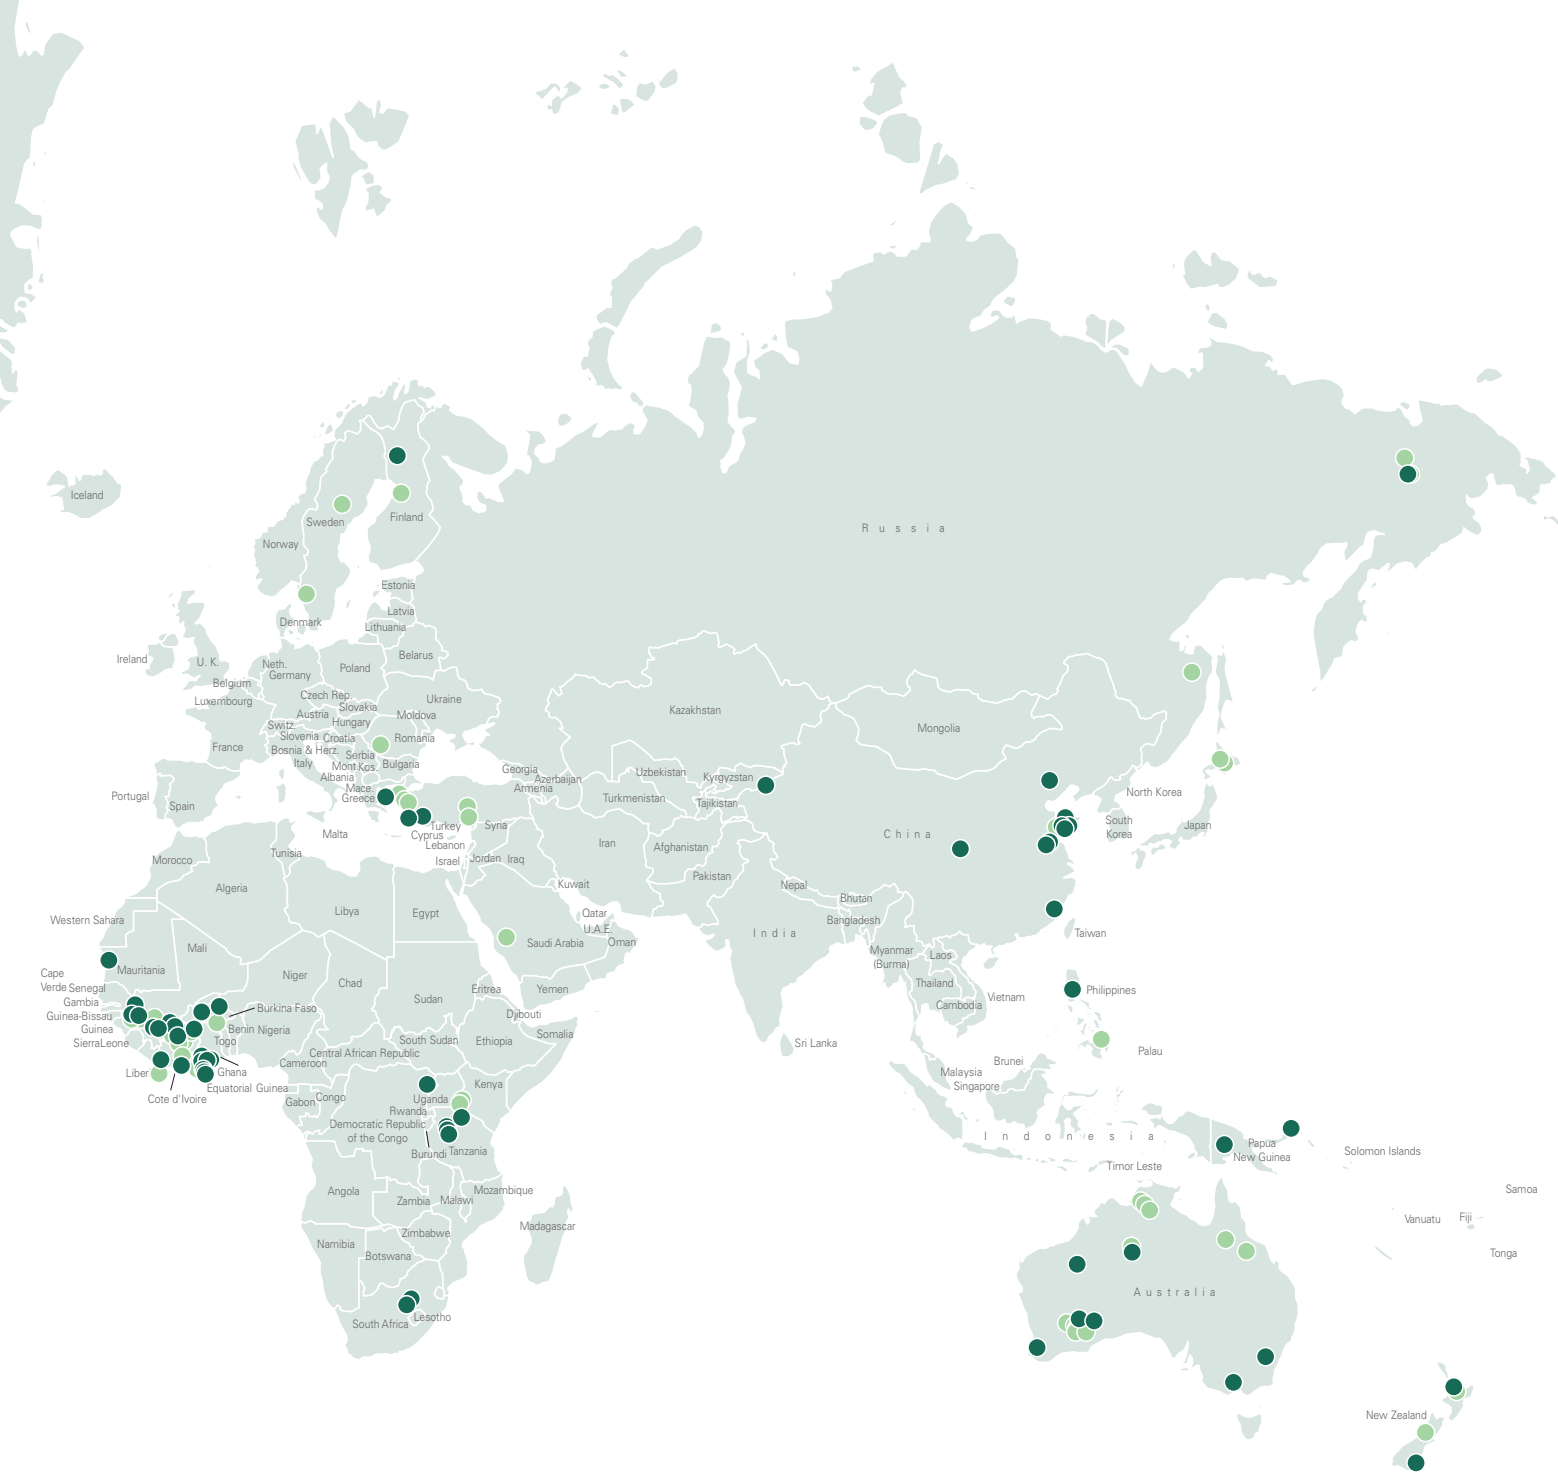 Iceland
Russia
Sweden
Finland
Norway
Estonia
Latvia
Denmark
Lithuania
Ireland
U. K.
Neth.
Germany
Poland
Belarus
Belgium
Luxembourg
Czech Rep.
Slovakia
Ukraine
Austria
Hungary
Moldova
Switz.
Slovenia
Croatia
Romania
France
Bosnia & Herz.
Serbia
Italy
Mont.
Kos.
Bulgaria
Albania
Mace.
Greece
Portugal
Spain
Malta
Turkey
Cyprus
Lebanon
Israel
Syria
Jordan
Iraq
Georgia
Azerbaijan
Armenia
Kazakhstan
Mongolia
Uzbekistan
Kyrgyzstan
Turkmenistan
Tajikistan
Iran
Afghanistan
Pakistan
China
North Korea
South
Korea
Japan
Morocco
Tunisia
Algeria
Libya
Egypt
Western Sahara
Kuwait
Qatar
U.A.E.
Oman
Saudi Arabia
Yemen
Nepal
Bhutan
Bangladesh
India
Myanmar
(Burma)
Laos
Thailand
Cambodia
Vietnam
Taiwan
Philippines
Sri Lanka
Brunei
Malaysia
Singapore
Palau
Mali
Mauritania
Niger
Chad
Sudan
Eritrea
Djibouti
Somalia
Ethiopia
South Sudan
Cape
Verde
Senegal
Gambia
Guinea-Bissau
Guinea
SierraLeone
Liber
Cote d'Ivoire
Burkina Faso
Benin
Nigeria
Togo
Ghana
Equatorial Guinea
Cameroon
Central African Republic
Gabon
Congo
Uganda
Kenya
Rwanda
Democratic Republic
of the Congo
Burundi
Tanzania
Angola
Zambia
Malawi
Mozambique
Madagascar
Zimbabwe
Namibia
Botswana
South Africa
Lesotho
Indonesia
Timor Leste
Papua
New Guinea
Solomon Islands
Samoa
Vanuatu
Fiji
Tonga
Australia
New Zealand